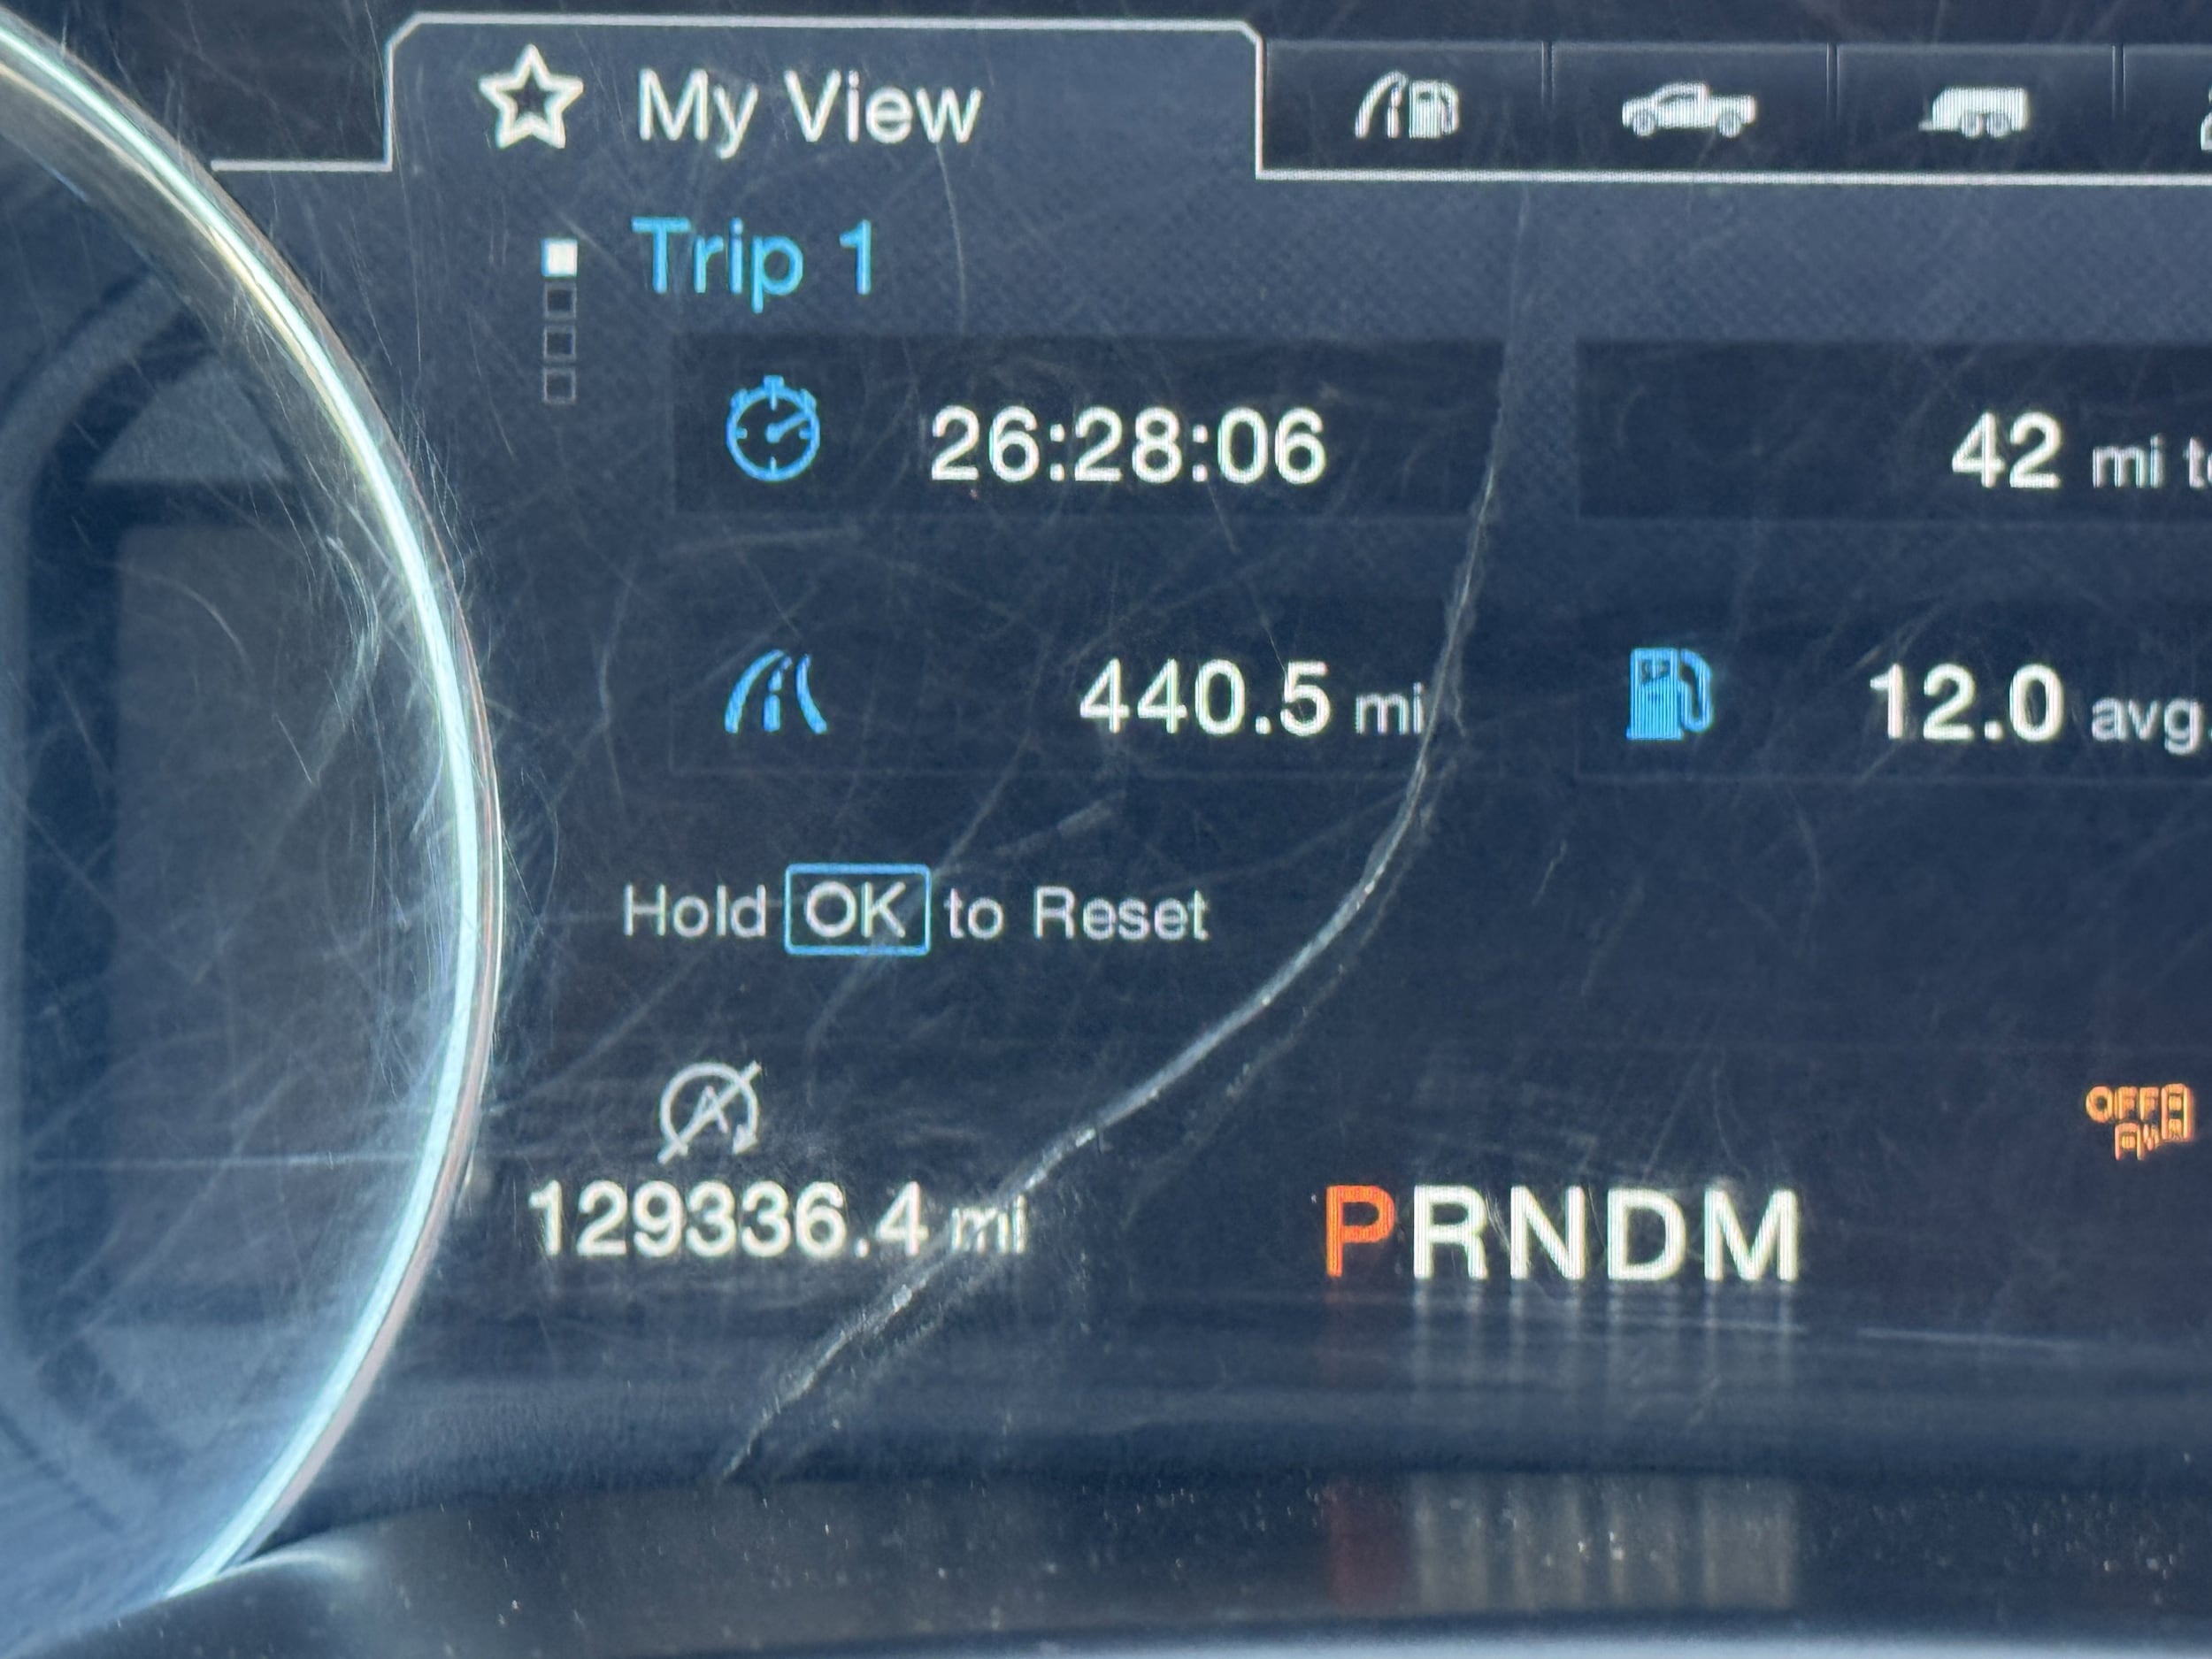 My View
Trip 1
26:28:06
42 mi
440.5 mi
12.0 avg.
Hold OK to Reset
A
OFF
129336.4 mi
PRNDM